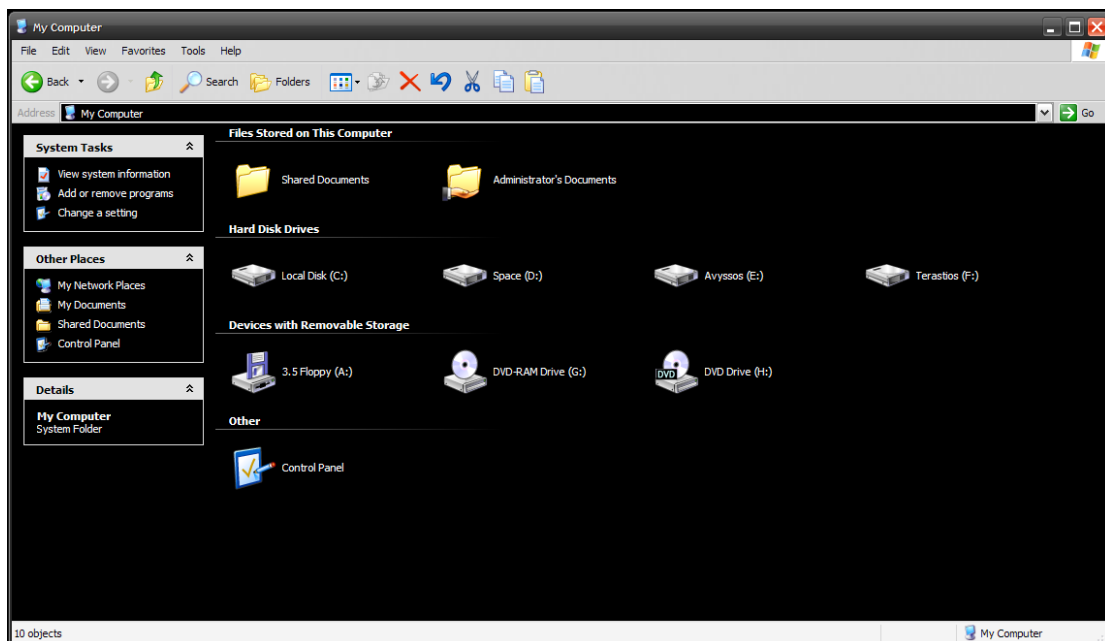 My Computer
File Edit View Favorites Tools Help
Back Search Folders
Address My Computer Go
System Tasks
View system information
Add or remove programs
Change a setting
Other Places
My Network Places
My Documents
Shared Documents
Control Panel
Details
My Computer
System Folder
Files Stored on This Computer
Shared Documents Administrator's Documents
Hard Disk Drives
Local Disk (C:) Space (D:) Avyssos (E:) Terastios (F:)
Devices with Removable Storage
3.5 Floppy (A:) DVD-RAM Drive (G:) DVD DVD Drive (H:)
Other
Control Panel
10 objects My Computer